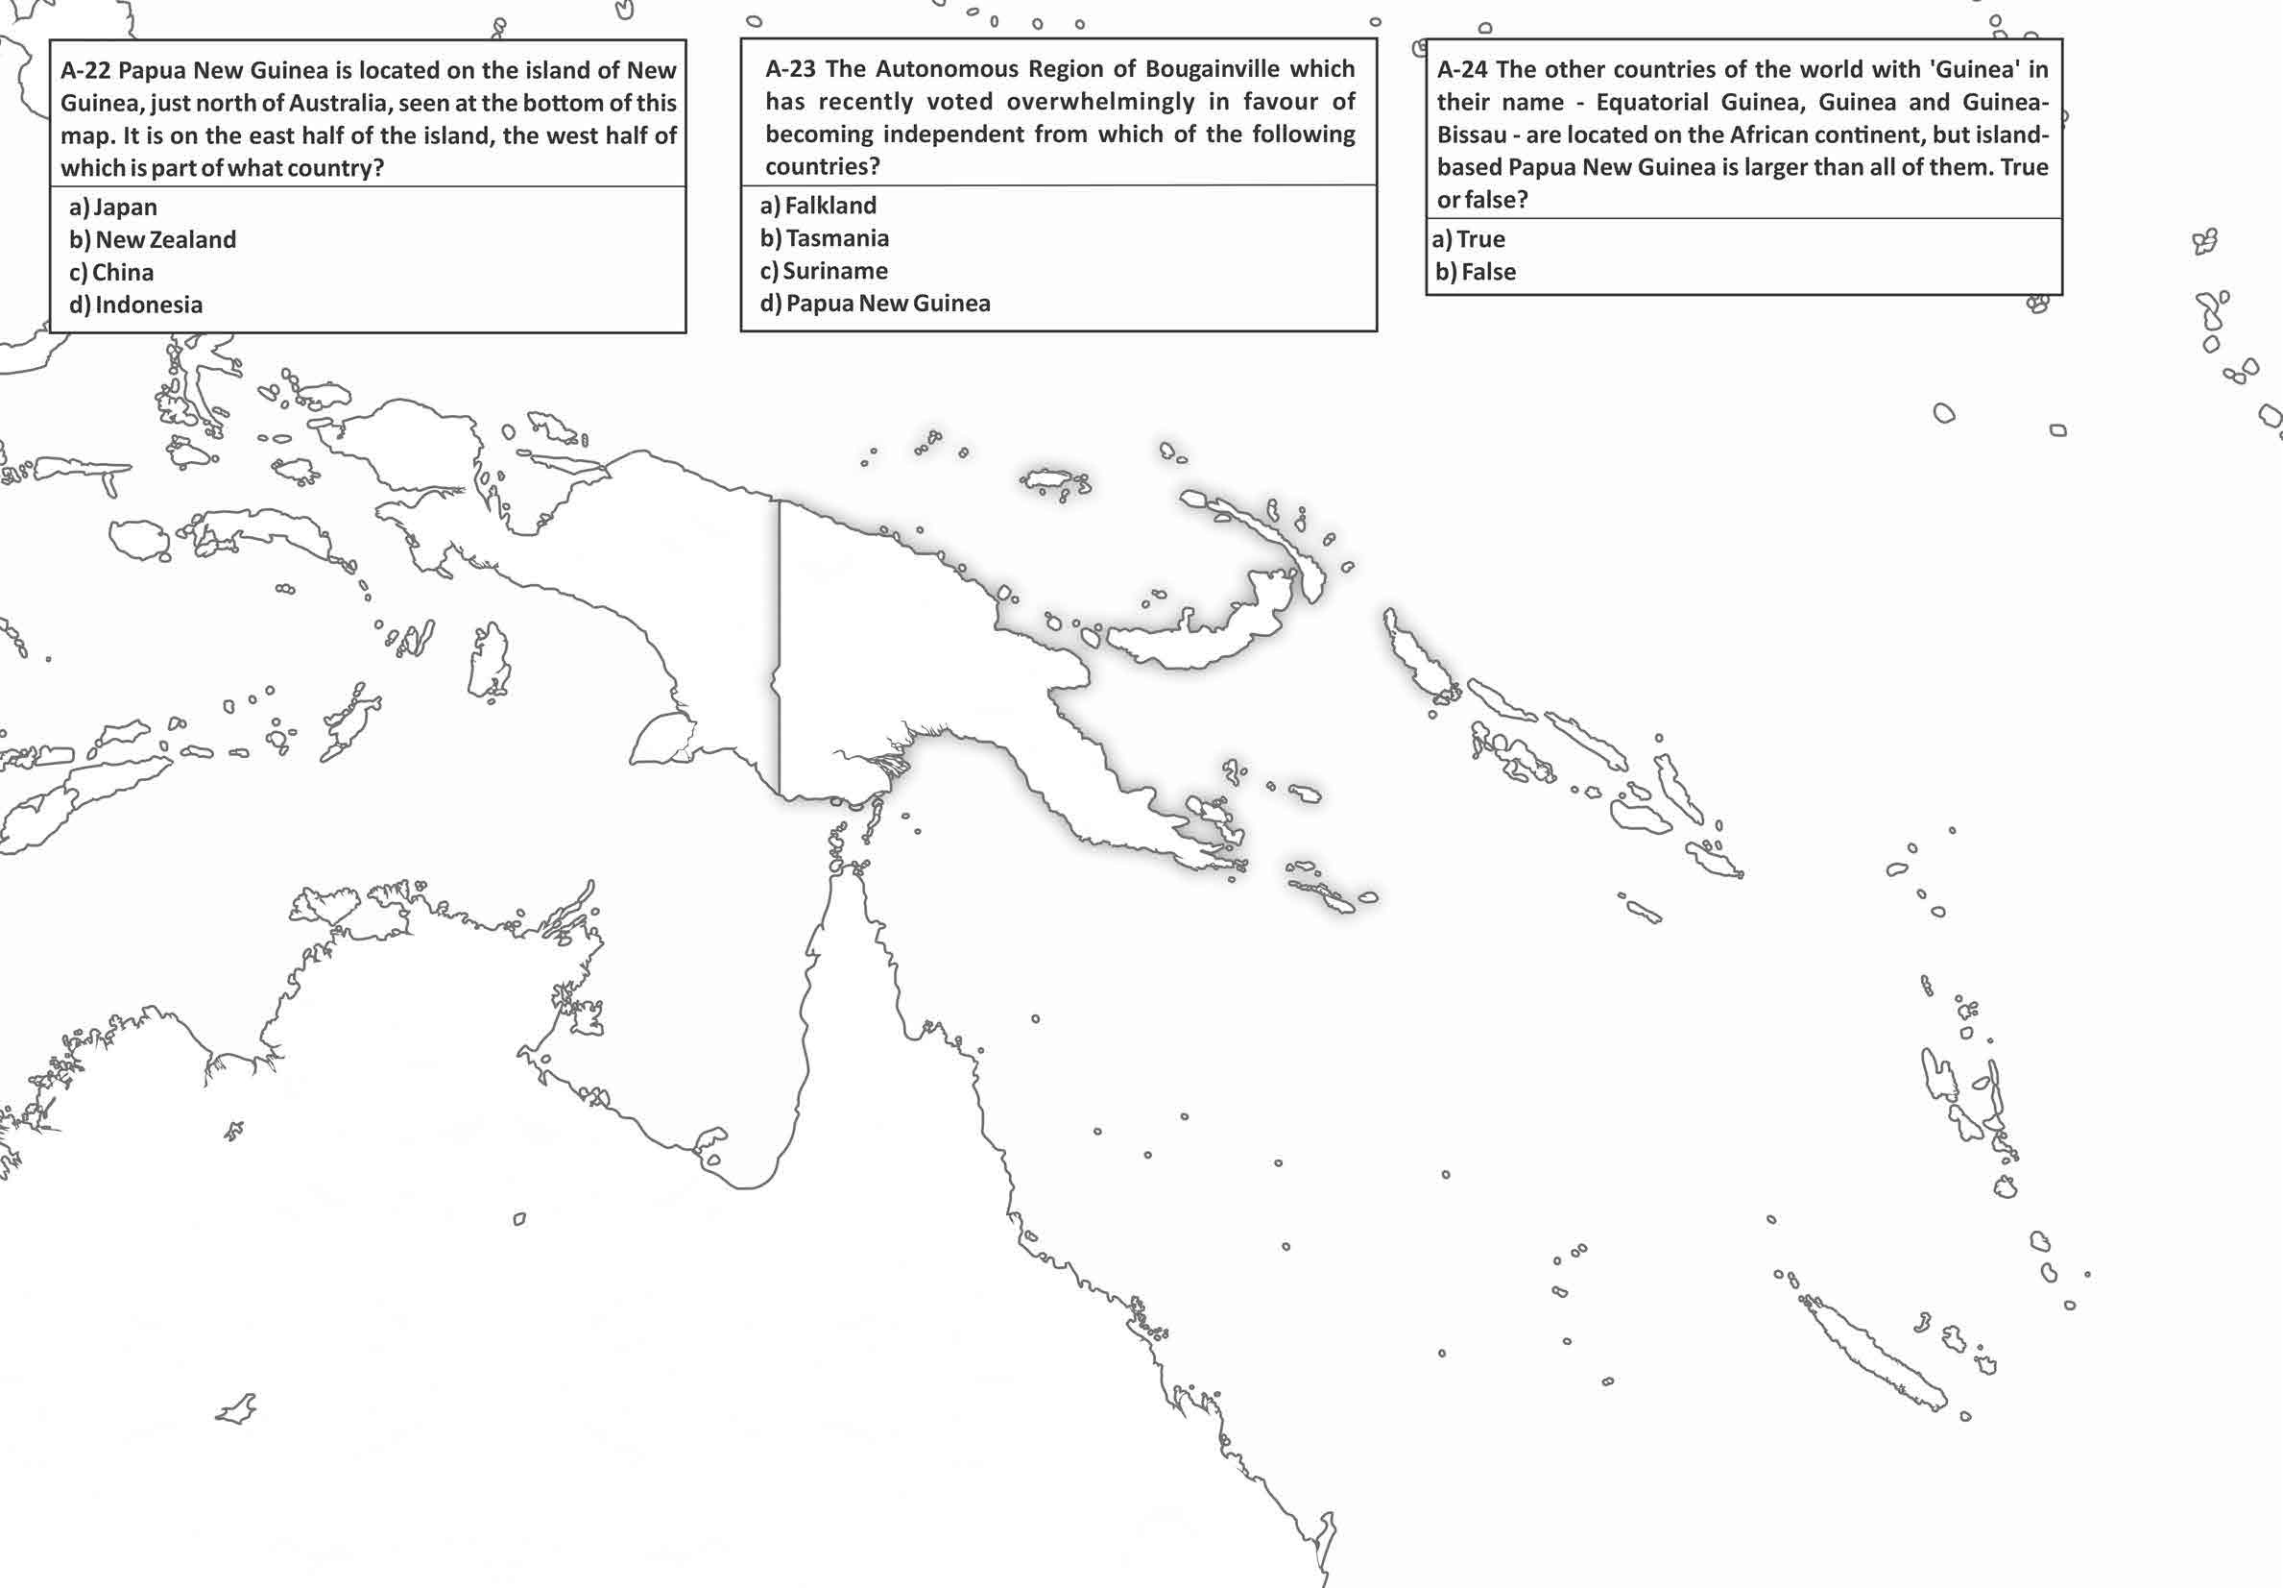 A-22 Papua New Guinea is located on the island of New
Guinea, just north of Australia, seen at the bottom of this
map. It is on the east half of the island, the west half of
which is part of what country?
a) Japan
b) New Zealand
c) China
d) Indonesia
A-23 The Autonomous Region of Bougainville which
has recently voted overwhelmingly in favour of
becoming independent from which of the following
countries?
a) Falkland
b) Tasmania
c) Suriname
d) Papua New Guinea
A-24 The other countries of the world with 'Guinea' in
their name - Equatorial Guinea, Guinea and Guinea-
Bissau - are located on the African continent, but island-
based Papua New Guinea is larger than all of them. True
or false?
a) True
b) False